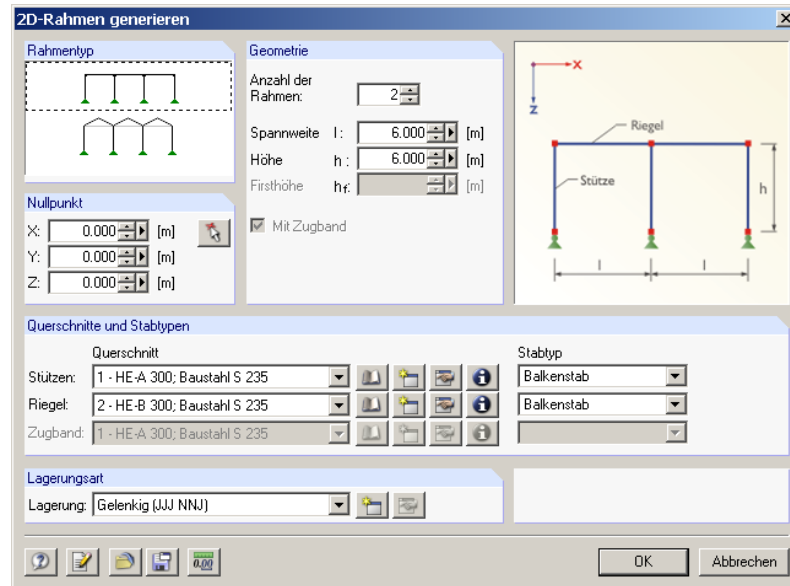 2D-Rahmen generieren
Rahmentyp
Nullpunkt
X: 0.000 [m]
Y: 0.000 [m]
Z: 0.000 [m]
Geometrie
Anzahl der
Rahmen: 2
Spannweite l : 6.000 [m]
Höhe h : 6.000 [m]
Firsthöhe hf: [m]
Mit Zugband
X
Z
Riegel
Stütze
h
l l
Querschnitte und Stabtypen
Querschnitt Stabtyp
Stützen: 1 - HE-A 300; Baustahl S 235 Balkenstab
Riegel: 2 - HE-B 300; Baustahl S 235 Balkenstab
Zugband: 1 - HE-A 300; Baustahl S 235
Lagerungsart
Lagerung: Gelenkig (JJJ NNJ)
0.00
OK Abbrechen